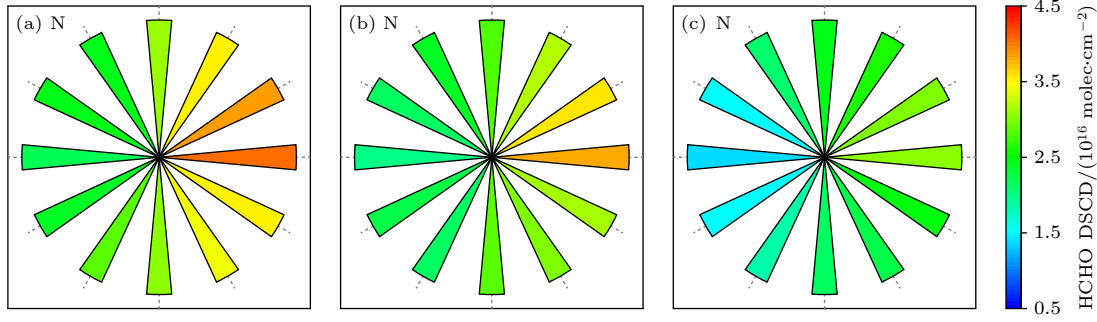 (a) N
(b) N
(c) N
4.5
3.5
2.5
1.5
0.5
HCHO DSCD/(10¹⁶ molec·cm⁻²)